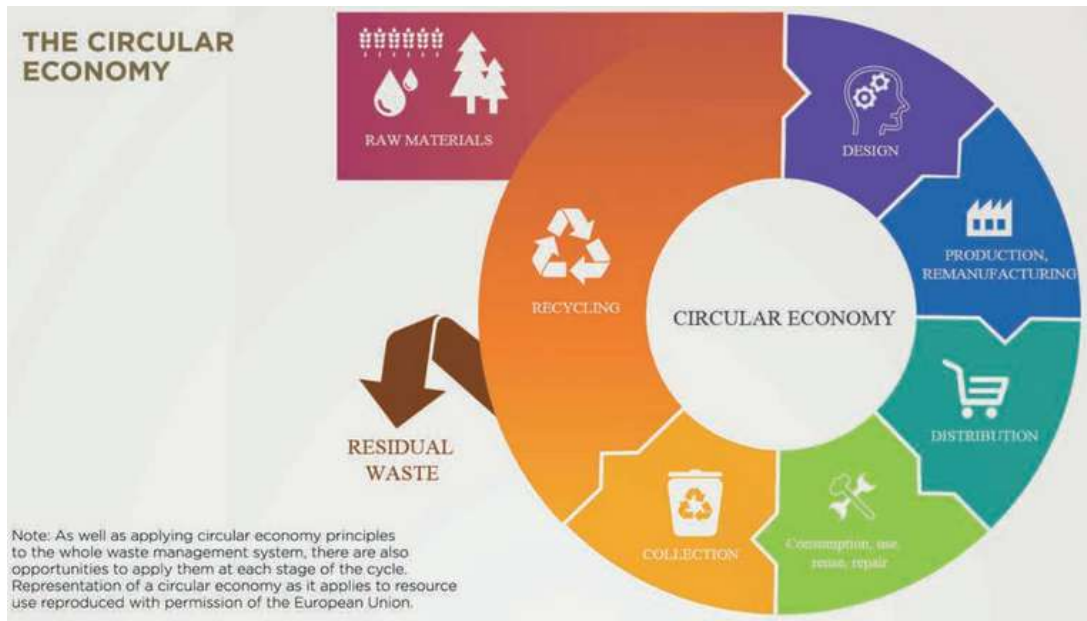 THE CIRCULAR
ECONOMY
RAW MATERIALS
DESIGN
PRODUCTION,
REMANUFACTURING
DISTRIBUTION
Consumption, use,
reuse, repair
COLLECTION
RECYCLING
CIRCULAR ECONOMY
RESIDUAL
WASTE
Note: As well as applying circular economy principles
to the whole waste management system, there are also
opportunities to apply them at each stage of the cycle.
Representation of a circular economy as it applies to resource
use reproduced with permission of the European Union.